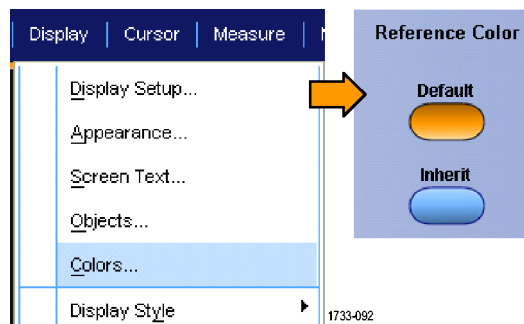 Display Cursor Measure
Display Setup...
Appearance...
Screen Text...
Objects...
Colors...
Display Style
Reference Color
Default
Inherit
1733-092